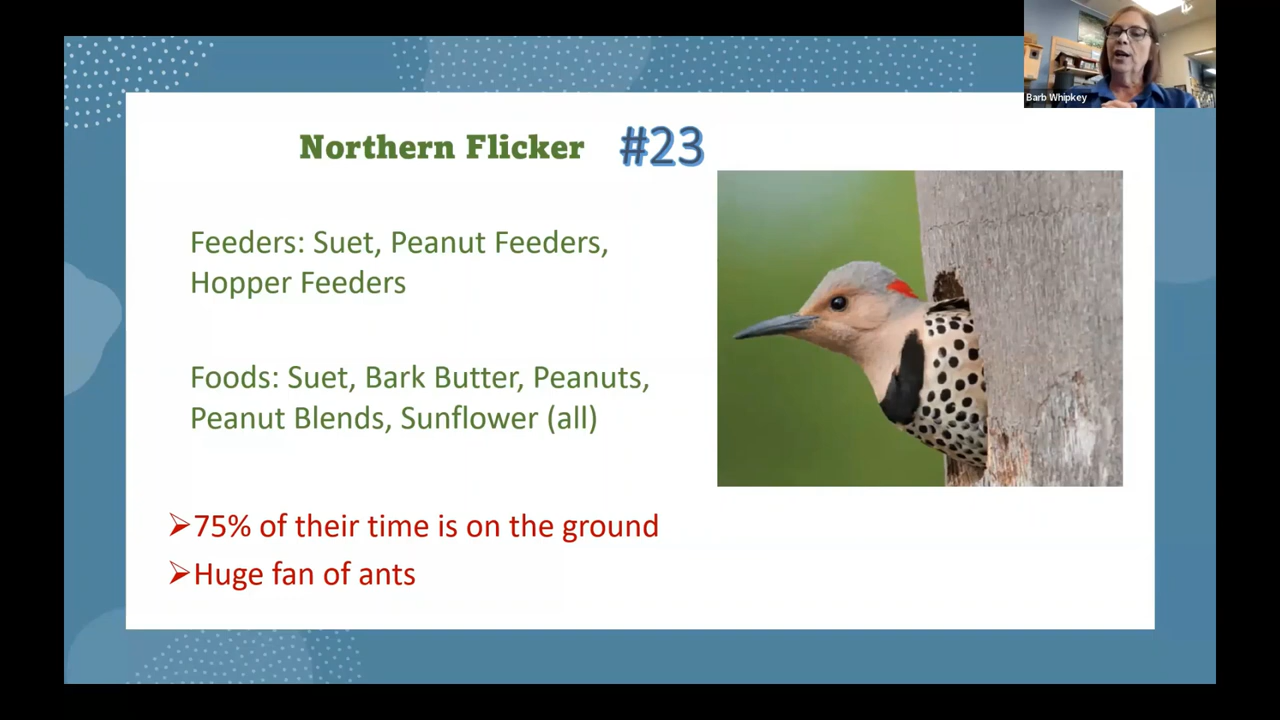 Barb Whipkey
Northern Flicker #23
Feeders: Suet, Peanut Feeders,
Hopper Feeders
Foods: Suet, Bark Butter, Peanuts,
Peanut Blends, Sunflower (all)
➢75% of their time is on the ground
➢Huge fan of ants